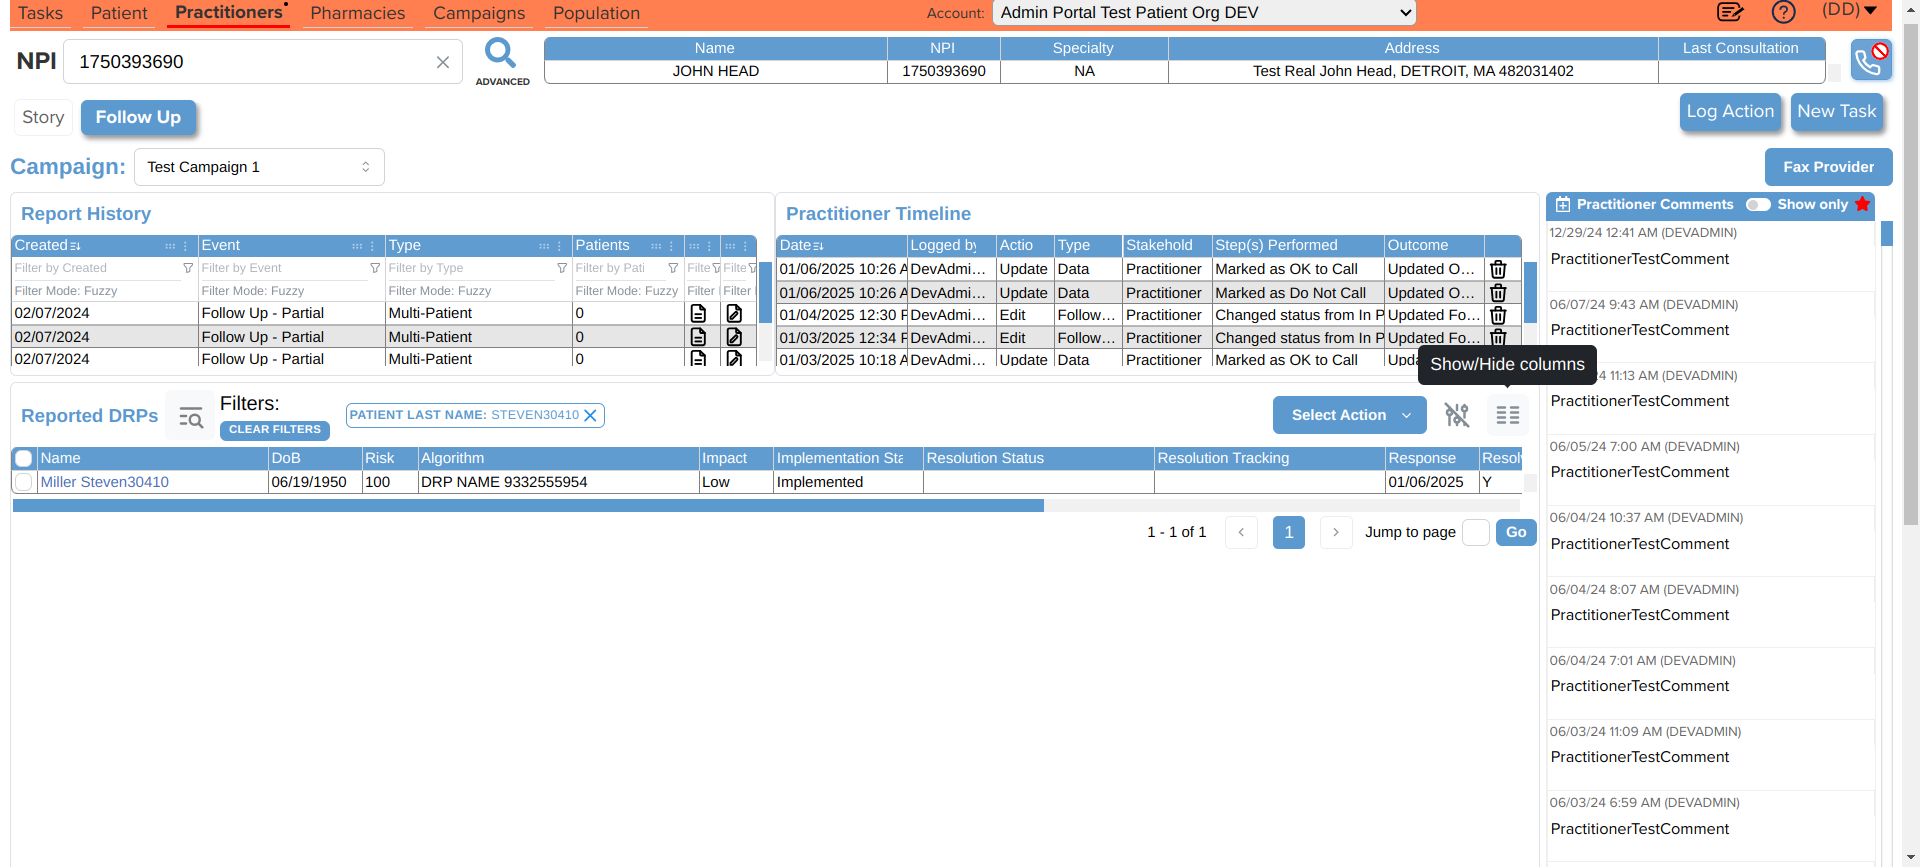 Tasks Patient Practitioners Pharmacies Campaigns Population Account: Admin Portal Test Patient Org DEV (DD)
NPI 1750393690 ADVANCED
Name NPI Specialty Address Last Consultation
JOHN HEAD 1750393690 NA Test Real John Head, DETROIT, MA 482031402
Story Follow Up Log Action New Task
Campaign: Test Campaign 1 Fax Provider
Report History
Created Event Type Patients
Filter by Created Filter by Event Filter by Type Filter by Pati Filte Filte
Filter Mode: Fuzzy Filter Mode: Fuzzy Filter Mode: Fuzzy Filter Mode: Fuzzy Filter Filter
02/07/2024 Follow Up - Partial Multi-Patient 0
02/07/2024 Follow Up - Partial Multi-Patient 0
02/07/2024 Follow Up - Partial Multi-Patient 0
Practitioner Timeline
Date Logged by Actio Type Stakehold Step(s) Performed Outcome
01/06/2025 10:26 A DevAdmi... Update Data Practitioner Marked as OK to Call Updated O...
01/06/2025 10:26 A DevAdmi... Update Data Practitioner Marked as Do Not Call Updated O...
01/04/2025 12:30 F DevAdmi... Edit Follow... Practitioner Changed status from In P Updated Fo...
01/03/2025 12:34 F DevAdmi... Edit Follow... Practitioner Changed status from In P Updated Fo...
01/03/2025 10:18 A DevAdmi... Update Data Practitioner Marked as OK to Call Upda
Show/Hide columns
Practitioner Comments Show only
12/29/24 12:41 AM (DEVADMIN)
PractitionerTestComment
06/07/24 9:43 AM (DEVADMIN)
PractitionerTestComment
24 11:13 AM (DEVADMIN)
PractitionerTestComment
06/05/24 7:00 AM (DEVADMIN)
PractitionerTestComment
06/04/24 10:37 AM (DEVADMIN)
PractitionerTestComment
06/04/24 8:07 AM (DEVADMIN)
PractitionerTestComment
06/04/24 7:01 AM (DEVADMIN)
PractitionerTestComment
06/03/24 11:09 AM (DEVADMIN)
PractitionerTestComment
06/03/24 6:59 AM (DEVADMIN)
PractitionerTestComment
Reported DRPs Filters: CLEAR FILTERS PATIENT LAST NAME: STEVEN30410 Select Action
Name DoB Risk Algorithm Impact Implementation Sta Resolution Status Resolution Tracking Response Resolv
Miller Steven30410 06/19/1950 100 DRP NAME 9332555954 Low Implemented 01/06/2025 Y
1 - 1 of 1 1 Jump to page Go